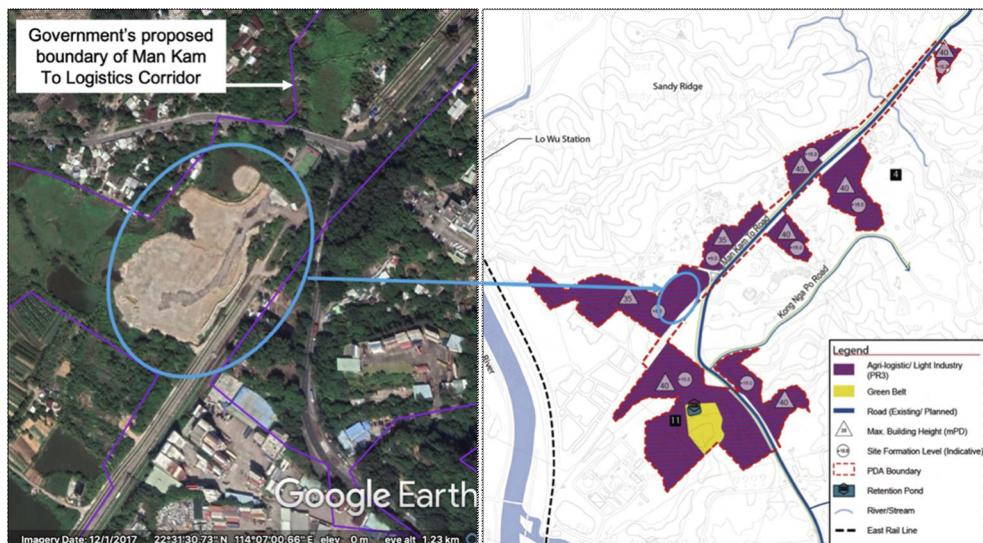 Government's proposed
boundary of Man Kam
To Logistics Corridor
Google Earth
Imagery Date: 12/1/2017 22°31'30.73" N 114°07'00.66" E elev 0 m eye alt 1.23 km
Sandy Ridge
Lo Wu Station
River
Man Kam To Road
Kong Nga Po Road
40
40
40
4
35
40
35
40
40
11
Legend
Agri-logistic/ Light Industry
(PR3)
Green Belt
Road (Existing/ Planned)
35
Max. Building Height (mPD)
Site Formation Level (Indicative)
PDA Boundary
Retention Pond
River/Stream
East Rail Line